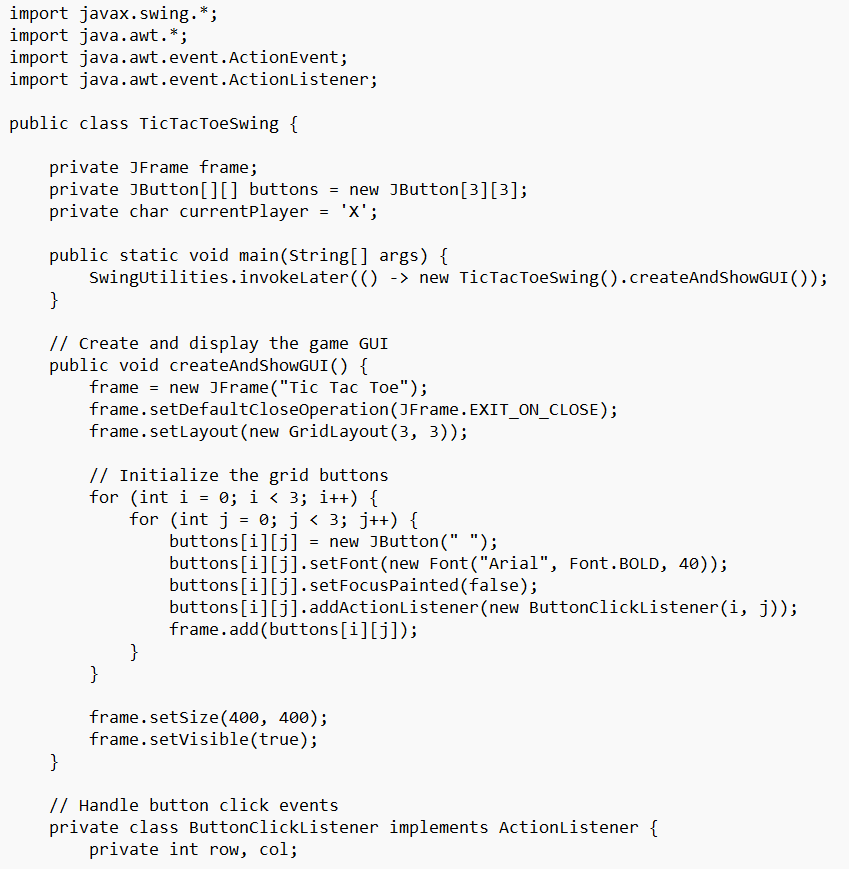 import javax.swing.*;
import java.awt.*;
import java.awt.event.ActionEvent;
import java.awt.event.ActionListener;

public class TicTacToeSwing {

    private JFrame frame;
    private JButton[][] buttons = new JButton[3][3];
    private char currentPlayer = 'X';

    public static void main(String[] args) {
        SwingUtilities.invokeLater(() -> new TicTacToeSwing().createAndShowGUI());
    }

    // Create and display the game GUI
    public void createAndShowGUI() {
        frame = new JFrame("Tic Tac Toe");
        frame.setDefaultCloseOperation(JFrame.EXIT_ON_CLOSE);
        frame.setLayout(new GridLayout(3, 3));

        // Initialize the grid buttons
        for (int i = 0; i < 3; i++) {
            for (int j = 0; j < 3; j++) {
                buttons[i][j] = new JButton(" ");
                buttons[i][j].setFont(new Font("Arial", Font.BOLD, 40));
                buttons[i][j].setFocusPainted(false);
                buttons[i][j].addActionListener(new ButtonClickListener(i, j));
                frame.add(buttons[i][j]);
            }
        }

        frame.setSize(400, 400);
        frame.setVisible(true);
    }

    // Handle button click events
    private class ButtonClickListener implements ActionListener {
        private int row, col;